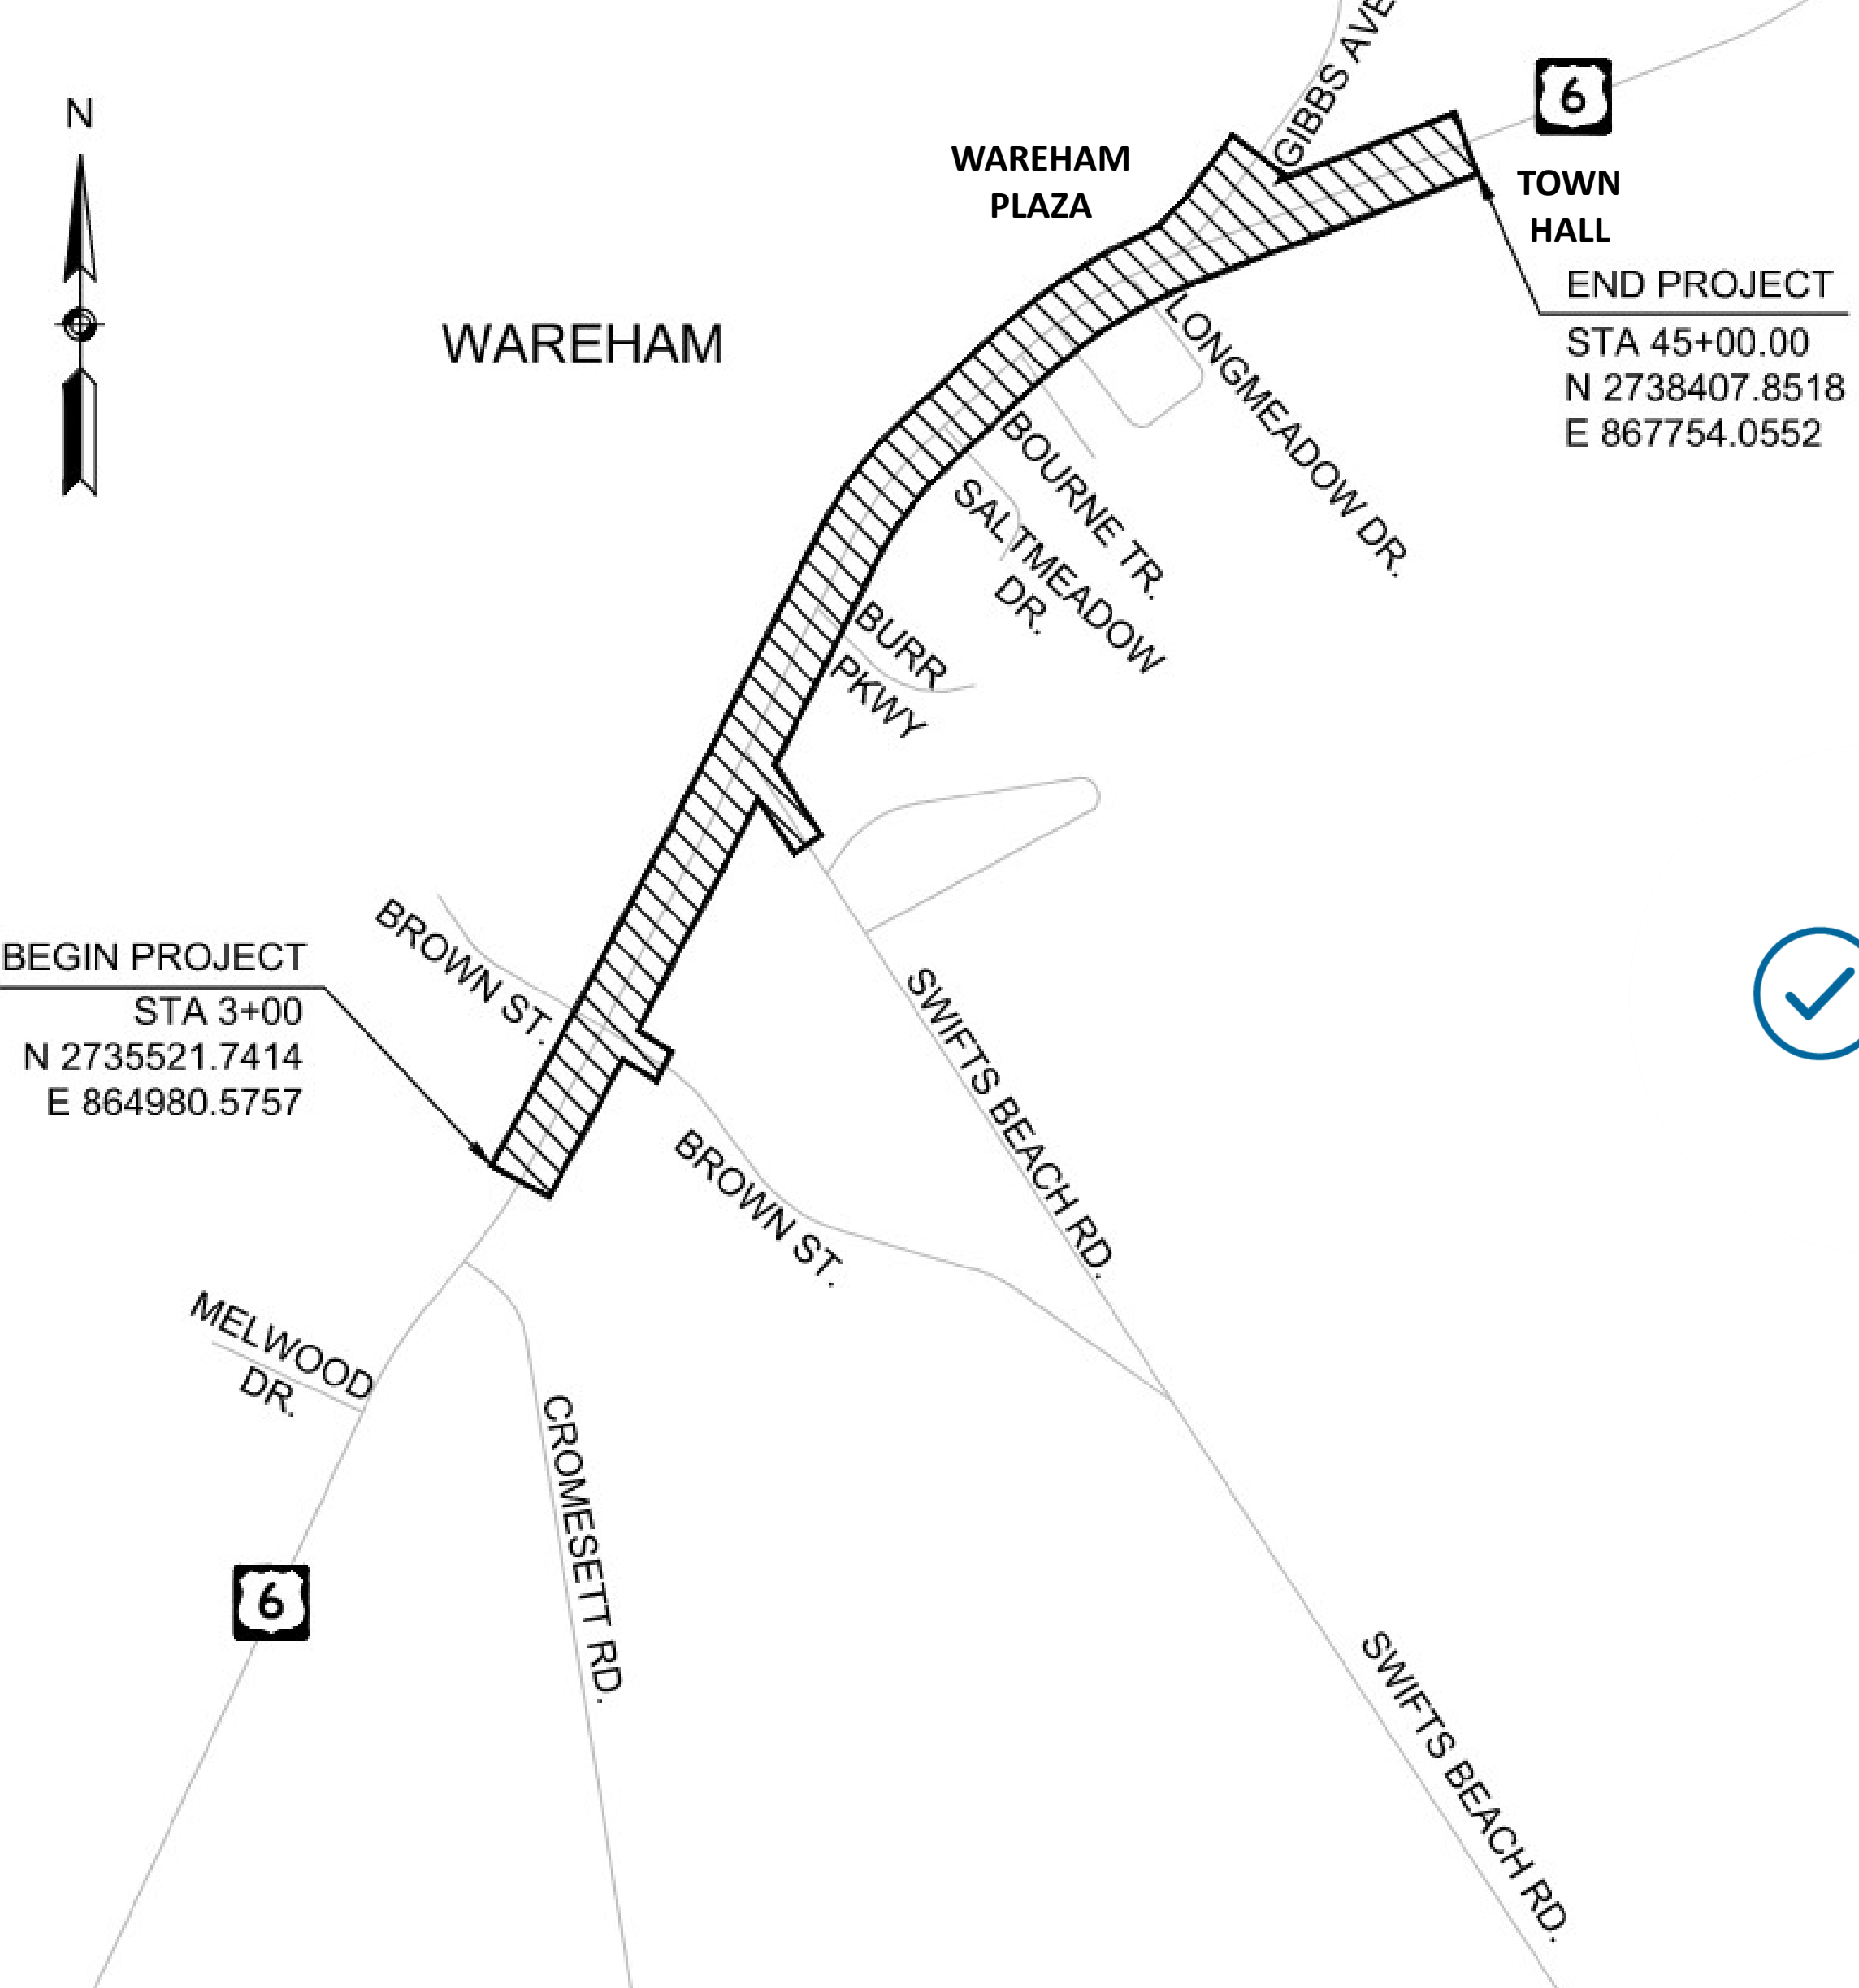 GIBBS AVE
6
N
WAREHAM
PLAZA
TOWN
HALL
END PROJECT
STA 45+00.00
N 2738407.8518
E 867754.0552
WAREHAM
LONGMEADOW DR.
BOURNE TR.
SALTMEADOW
DR.
BURR
PKWY
BROWN ST.
BEGIN PROJECT
STA 3+00
N 2735521.7414
E 864980.5757
SWIFTS BEACH RD.
BROWN ST.
MELWOOD
DR.
CROMESETT RD.
6
SWIFTS BEACH RD.